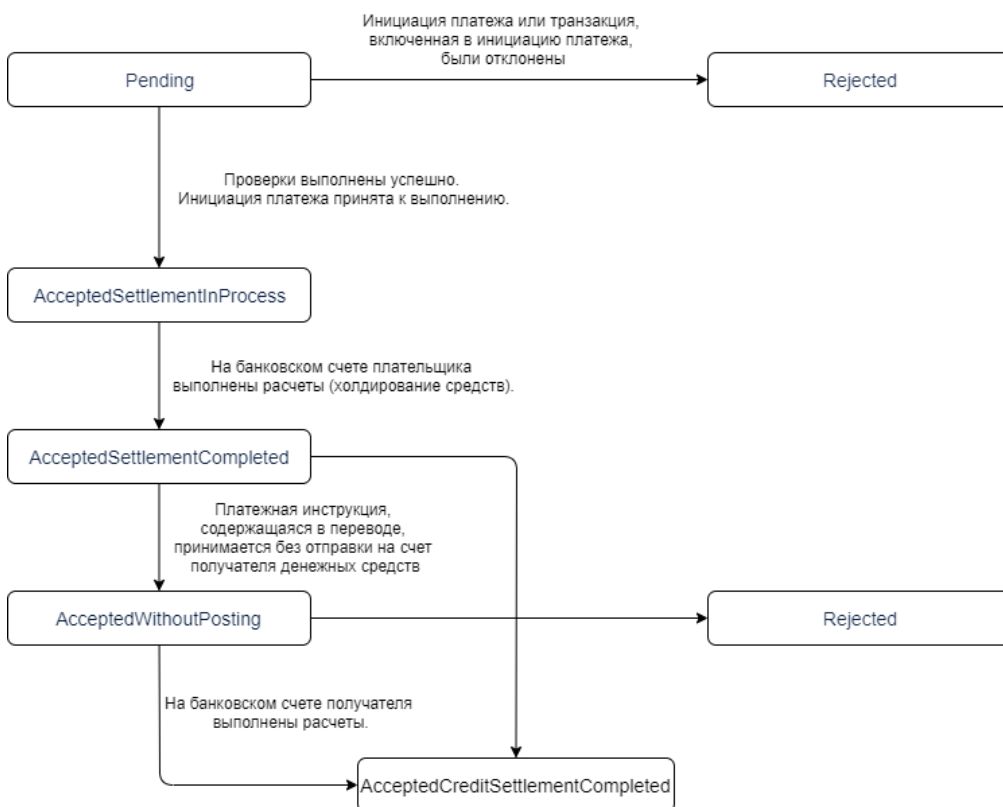 Инициация платежа или транзакция,
включенная в инициацию платежа,
были отклонены
Pending
Rejected
Проверки выполнены успешно.
Инициация платежа принята к выполнению.
AcceptedSettlementInProcess
На банковском счете плательщика
выполнены расчеты (холдирование средств).
AcceptedSettlementCompleted
Платежная инструкция,
содержащаяся в переводе,
принимается без отправки на счет
получателя денежных средств
AcceptedWithoutPosting
Rejected
На банковском счете получателя
выполнены расчеты.
AcceptedCreditSettlementCompleted